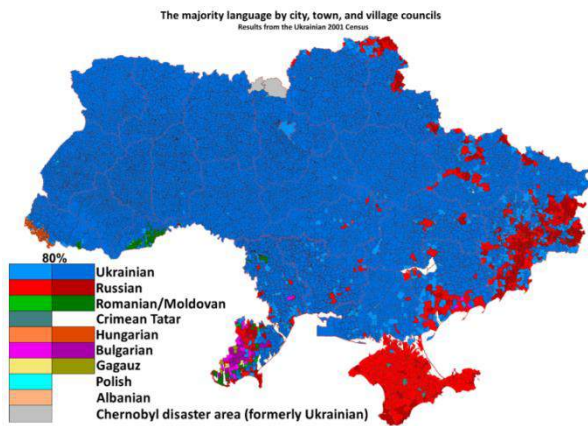 The majority language by city, town, and village councils
Results from the Ukrainian 2001 Census
80%
Ukrainian
Russian
Romanian/Moldovan
Crimean Tatar
Hungarian
Bulgarian
Gagauz
Polish
Albanian
Chernobyl disaster area (formerly Ukrainian)